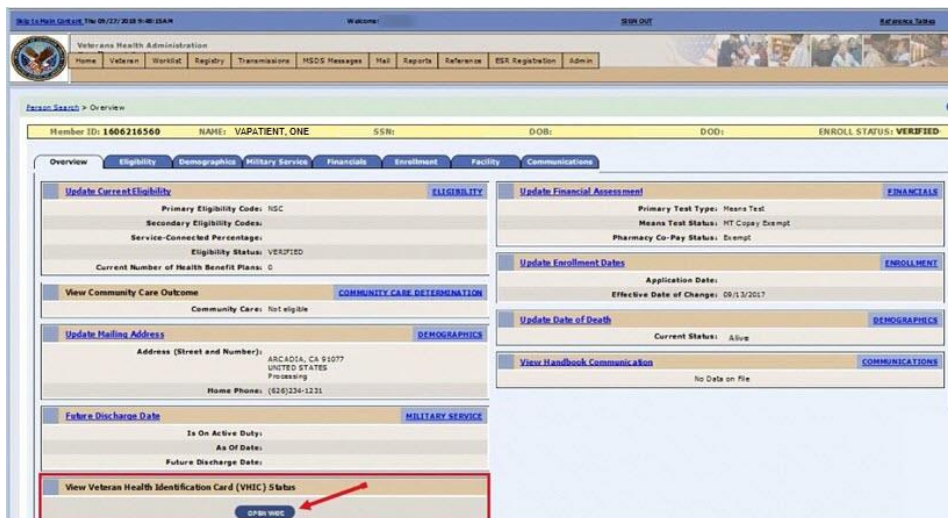 Skip to Main Content Thu 09/27/2018 9:40:15AM Welcome: SIGN OUT Reference Tables
Veterans Health Administration
Home Veteran Worklist Registry Transmissions MSDS Messages Mail Reports Reference ESR Registration Admin
Person Search > Overview
Member ID: 1606216560 NAME: VAPATIENT, ONE SSN: DOB: DOD: ENROLL STATUS: VERIFIED
Overview Eligibility Demographics Military Service Financials Enrollment Facility Communications
Update Current Eligibility ELIGIBILITY
Primary Eligibility Code: NSC
Secondary Eligibility Codes:
Service-Connected Percentage:
Eligibility Status: VERIFIED
Current Number of Health Benefit Plans: 0
View Community Care Outcome COMMUNITY CARE DETERMINATION
Community Care: Not eligible
Update Mailing Address DEMOGRAPHICS
Address (Street and Number):
ARCADIA, CA 91077
UNITED STATES
Processing
Home Phone: (626)234-1231
Future Discharge Date MILITARY SERVICE
Is On Active Duty:
As Of Date:
Future Discharge Date:
View Veteran Health Identification Card (VHIC) Status
OPEN VHIC
Update Financial Assessment FINANCIALS
Primary Test Type: Means Test
Means Test Status: MT Copay Exempt
Pharmacy Co-Pay Status: Exempt
Update Enrollment Dates ENROLLMENT
Application Date:
Effective Date of Change: 09/13/2017
Update Date of Death DEMOGRAPHICS
Current Status: Alive
View Handbook Communication COMMUNICATIONS
No Data on File